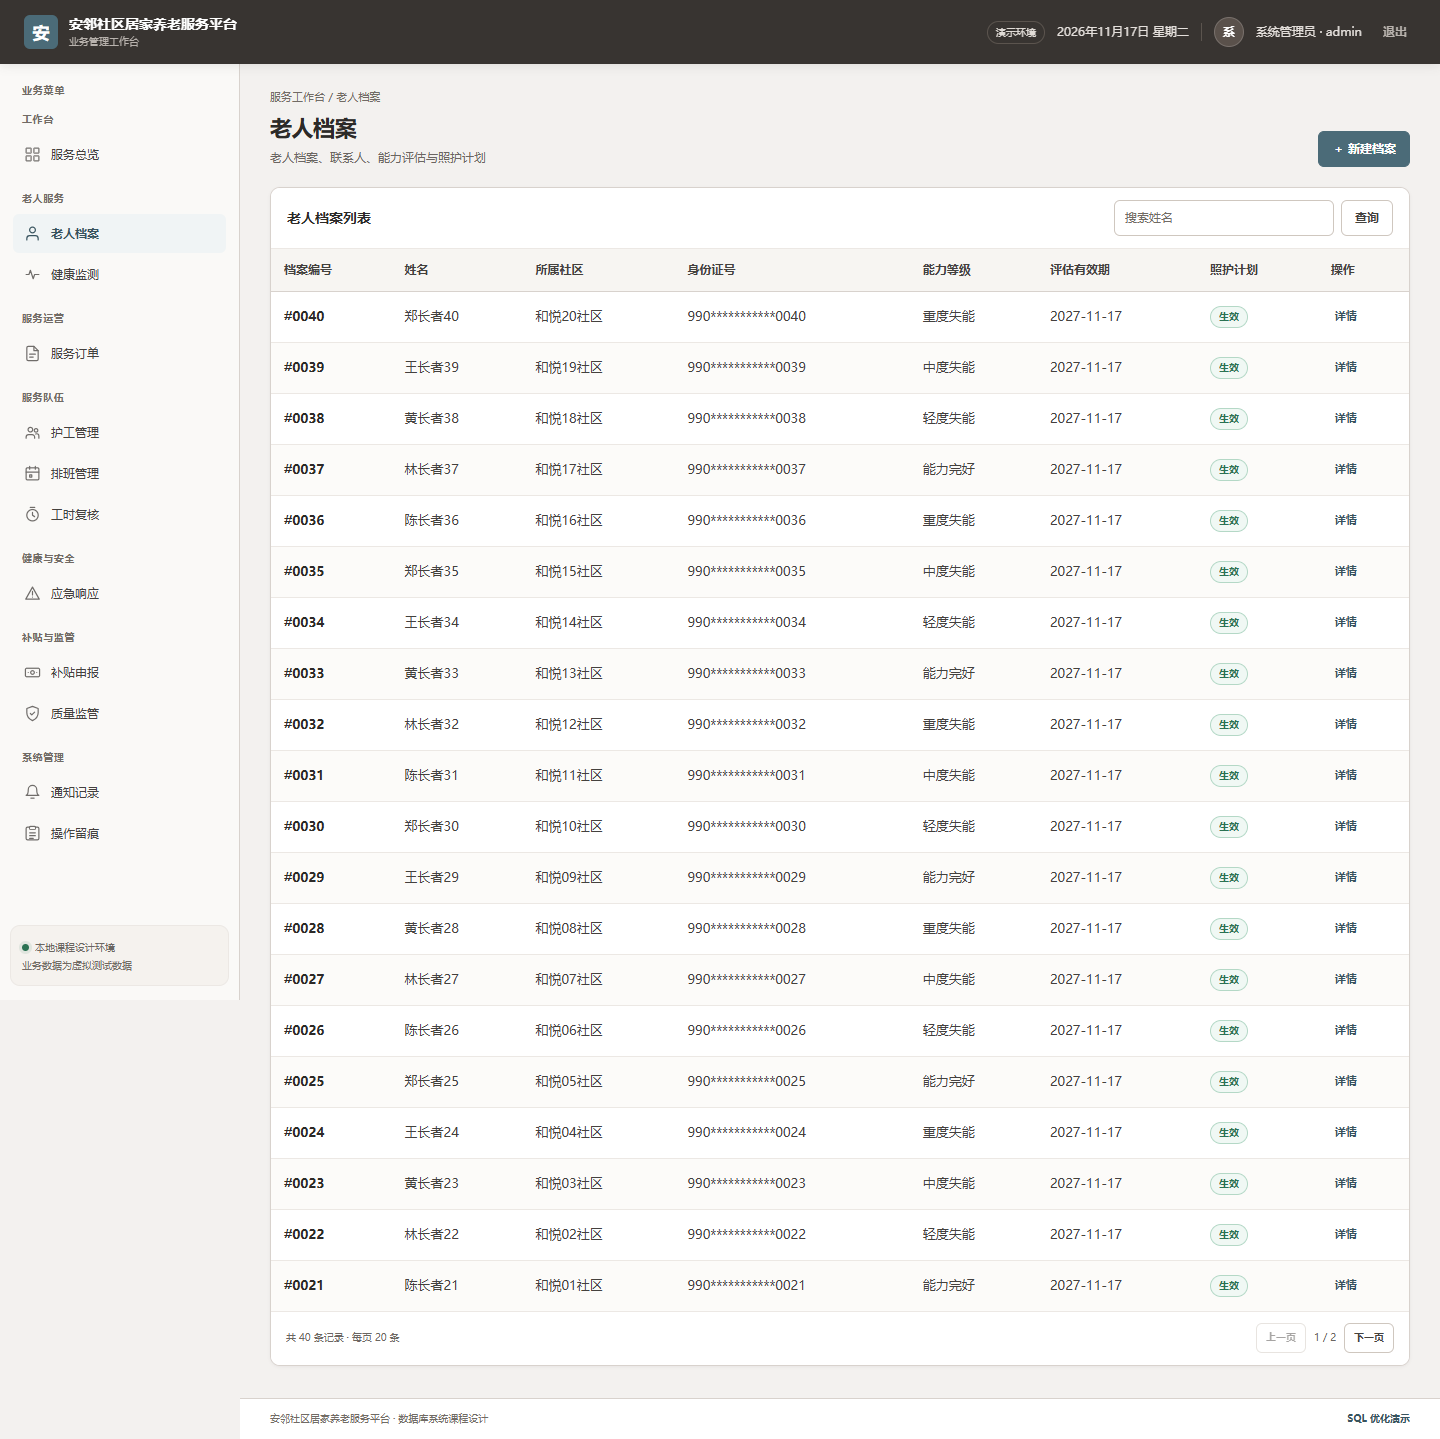 安
安邻社区居家养老服务平台
业务管理工作台
演示环境
2026年11月17日 星期二
系
系统管理员 · admin
退出
业务菜单
工作台
服务总览
老人服务
老人档案
健康监测
服务运营
服务订单
服务队伍
护工管理
排班管理
工时复核
健康与安全
应急响应
补贴与监管
补贴申报
质量监管
系统管理
通知记录
操作留痕
本地课程设计环境
业务数据为虚拟测试数据
服务工作台 / 老人档案
老人档案
老人档案、联系人、能力评估与照护计划
+ 新建档案
老人档案列表
搜索姓名
查询
档案编号 姓名 所属社区 身份证号 能力等级 评估有效期 照护计划 操作
#0040 郑长者40 和悦20社区 990***********0040 重度失能 2027-11-17 生效 详情
#0039 王长者39 和悦19社区 990***********0039 中度失能 2027-11-17 生效 详情
#0038 黄长者38 和悦18社区 990***********0038 轻度失能 2027-11-17 生效 详情
#0037 林长者37 和悦17社区 990***********0037 能力完好 2027-11-17 生效 详情
#0036 陈长者36 和悦16社区 990***********0036 重度失能 2027-11-17 生效 详情
#0035 郑长者35 和悦15社区 990***********0035 中度失能 2027-11-17 生效 详情
#0034 王长者34 和悦14社区 990***********0034 轻度失能 2027-11-17 生效 详情
#0033 黄长者33 和悦13社区 990***********0033 能力完好 2027-11-17 生效 详情
#0032 林长者32 和悦12社区 990***********0032 重度失能 2027-11-17 生效 详情
#0031 陈长者31 和悦11社区 990***********0031 中度失能 2027-11-17 生效 详情
#0030 郑长者30 和悦10社区 990***********0030 轻度失能 2027-11-17 生效 详情
#0029 王长者29 和悦09社区 990***********0029 能力完好 2027-11-17 生效 详情
#0028 黄长者28 和悦08社区 990***********0028 重度失能 2027-11-17 生效 详情
#0027 林长者27 和悦07社区 990***********0027 中度失能 2027-11-17 生效 详情
#0026 陈长者26 和悦06社区 990***********0026 轻度失能 2027-11-17 生效 详情
#0025 郑长者25 和悦05社区 990***********0025 能力完好 2027-11-17 生效 详情
#0024 王长者24 和悦04社区 990***********0024 重度失能 2027-11-17 生效 详情
#0023 黄长者23 和悦03社区 990***********0023 中度失能 2027-11-17 生效 详情
#0022 林长者22 和悦02社区 990***********0022 轻度失能 2027-11-17 生效 详情
#0021 陈长者21 和悦01社区 990***********0021 能力完好 2027-11-17 生效 详情
共 40 条记录 · 每页 20 条
上一页 1 / 2 下一页
安邻社区居家养老服务平台 · 数据库系统课程设计
SQL 优化演示